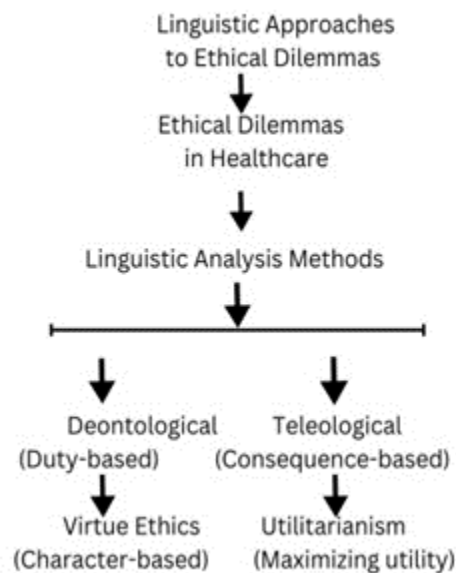 Linguistic Approaches
to Ethical Dilemmas
Ethical Dilemmas
in Healthcare
Linguistic Analysis Methods
Deontological
(Duty-based)
Teleological
(Consequence-based)
Virtue Ethics
(Character-based)
Utilitarianism
(Maximizing utility)